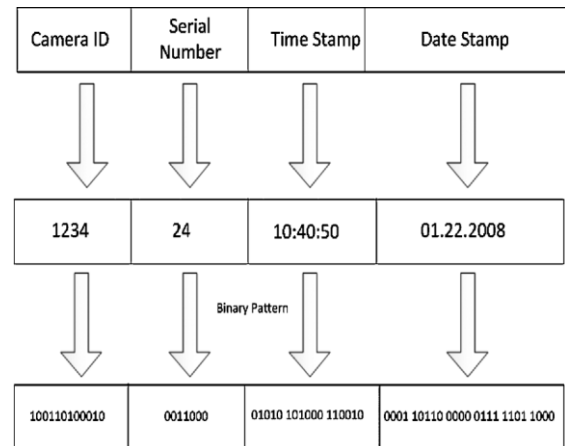 Camera ID
Serial
Number
Time Stamp
Date Stamp
1234
24
10:40:50
01.22.2008
Binary Pattern
100110100010
0011000
01010 101000 110010
0001 10110 0000 0111 1101 1000